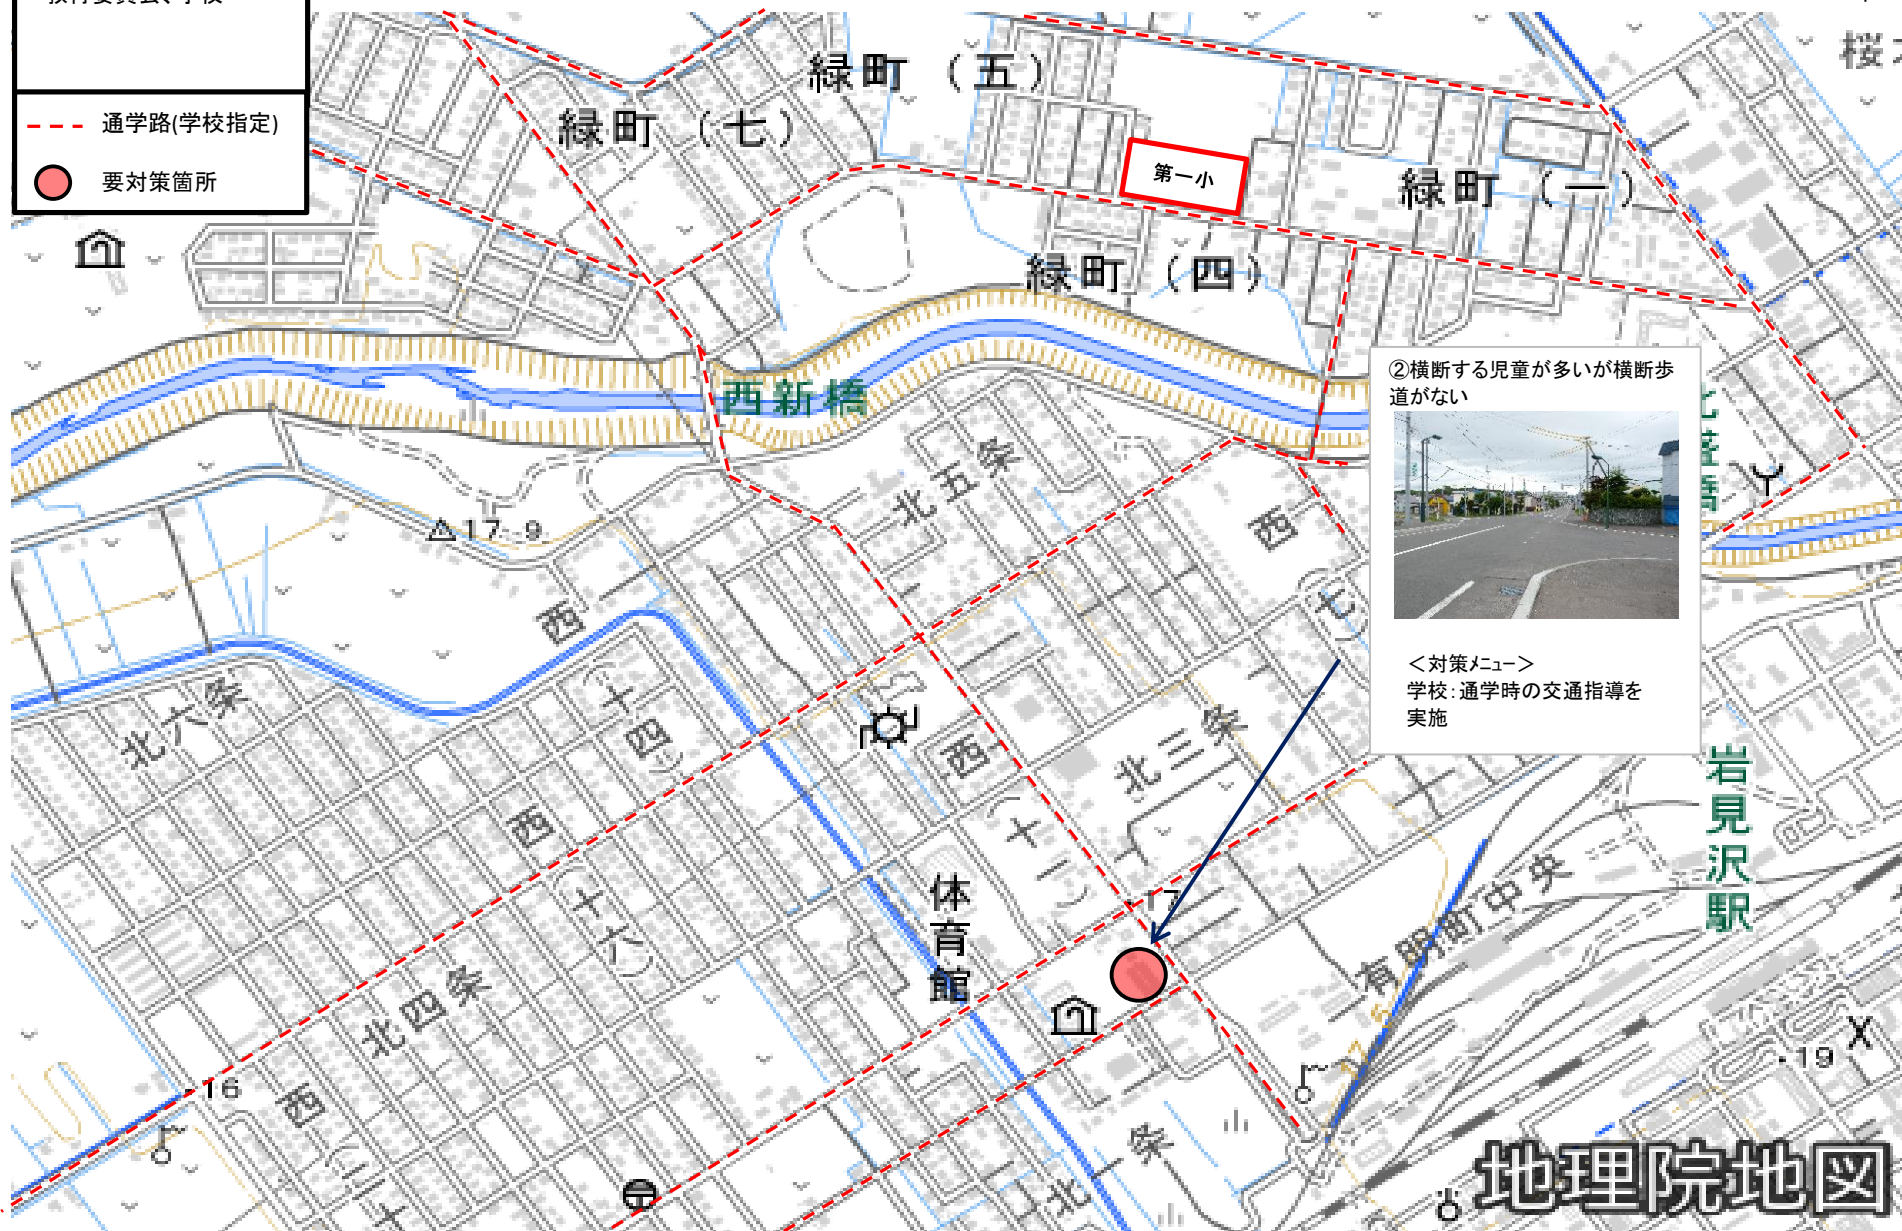 通学路(学校指定)
要対策箇所
緑町(五)
緑町(七)
第一小
緑町(一)
緑町(四)
西新橋
②横断する児童が多いが横断歩
道がない
<対策メニュー>
学校:通学時の交通指導を
実施
北五条
17.9
西
七
西
十四
北六条
西
十二
北三条
西
十六
体育館
17
岩見沢駅
有明町中央
北四条
16
西
19
北一条
地理院地図